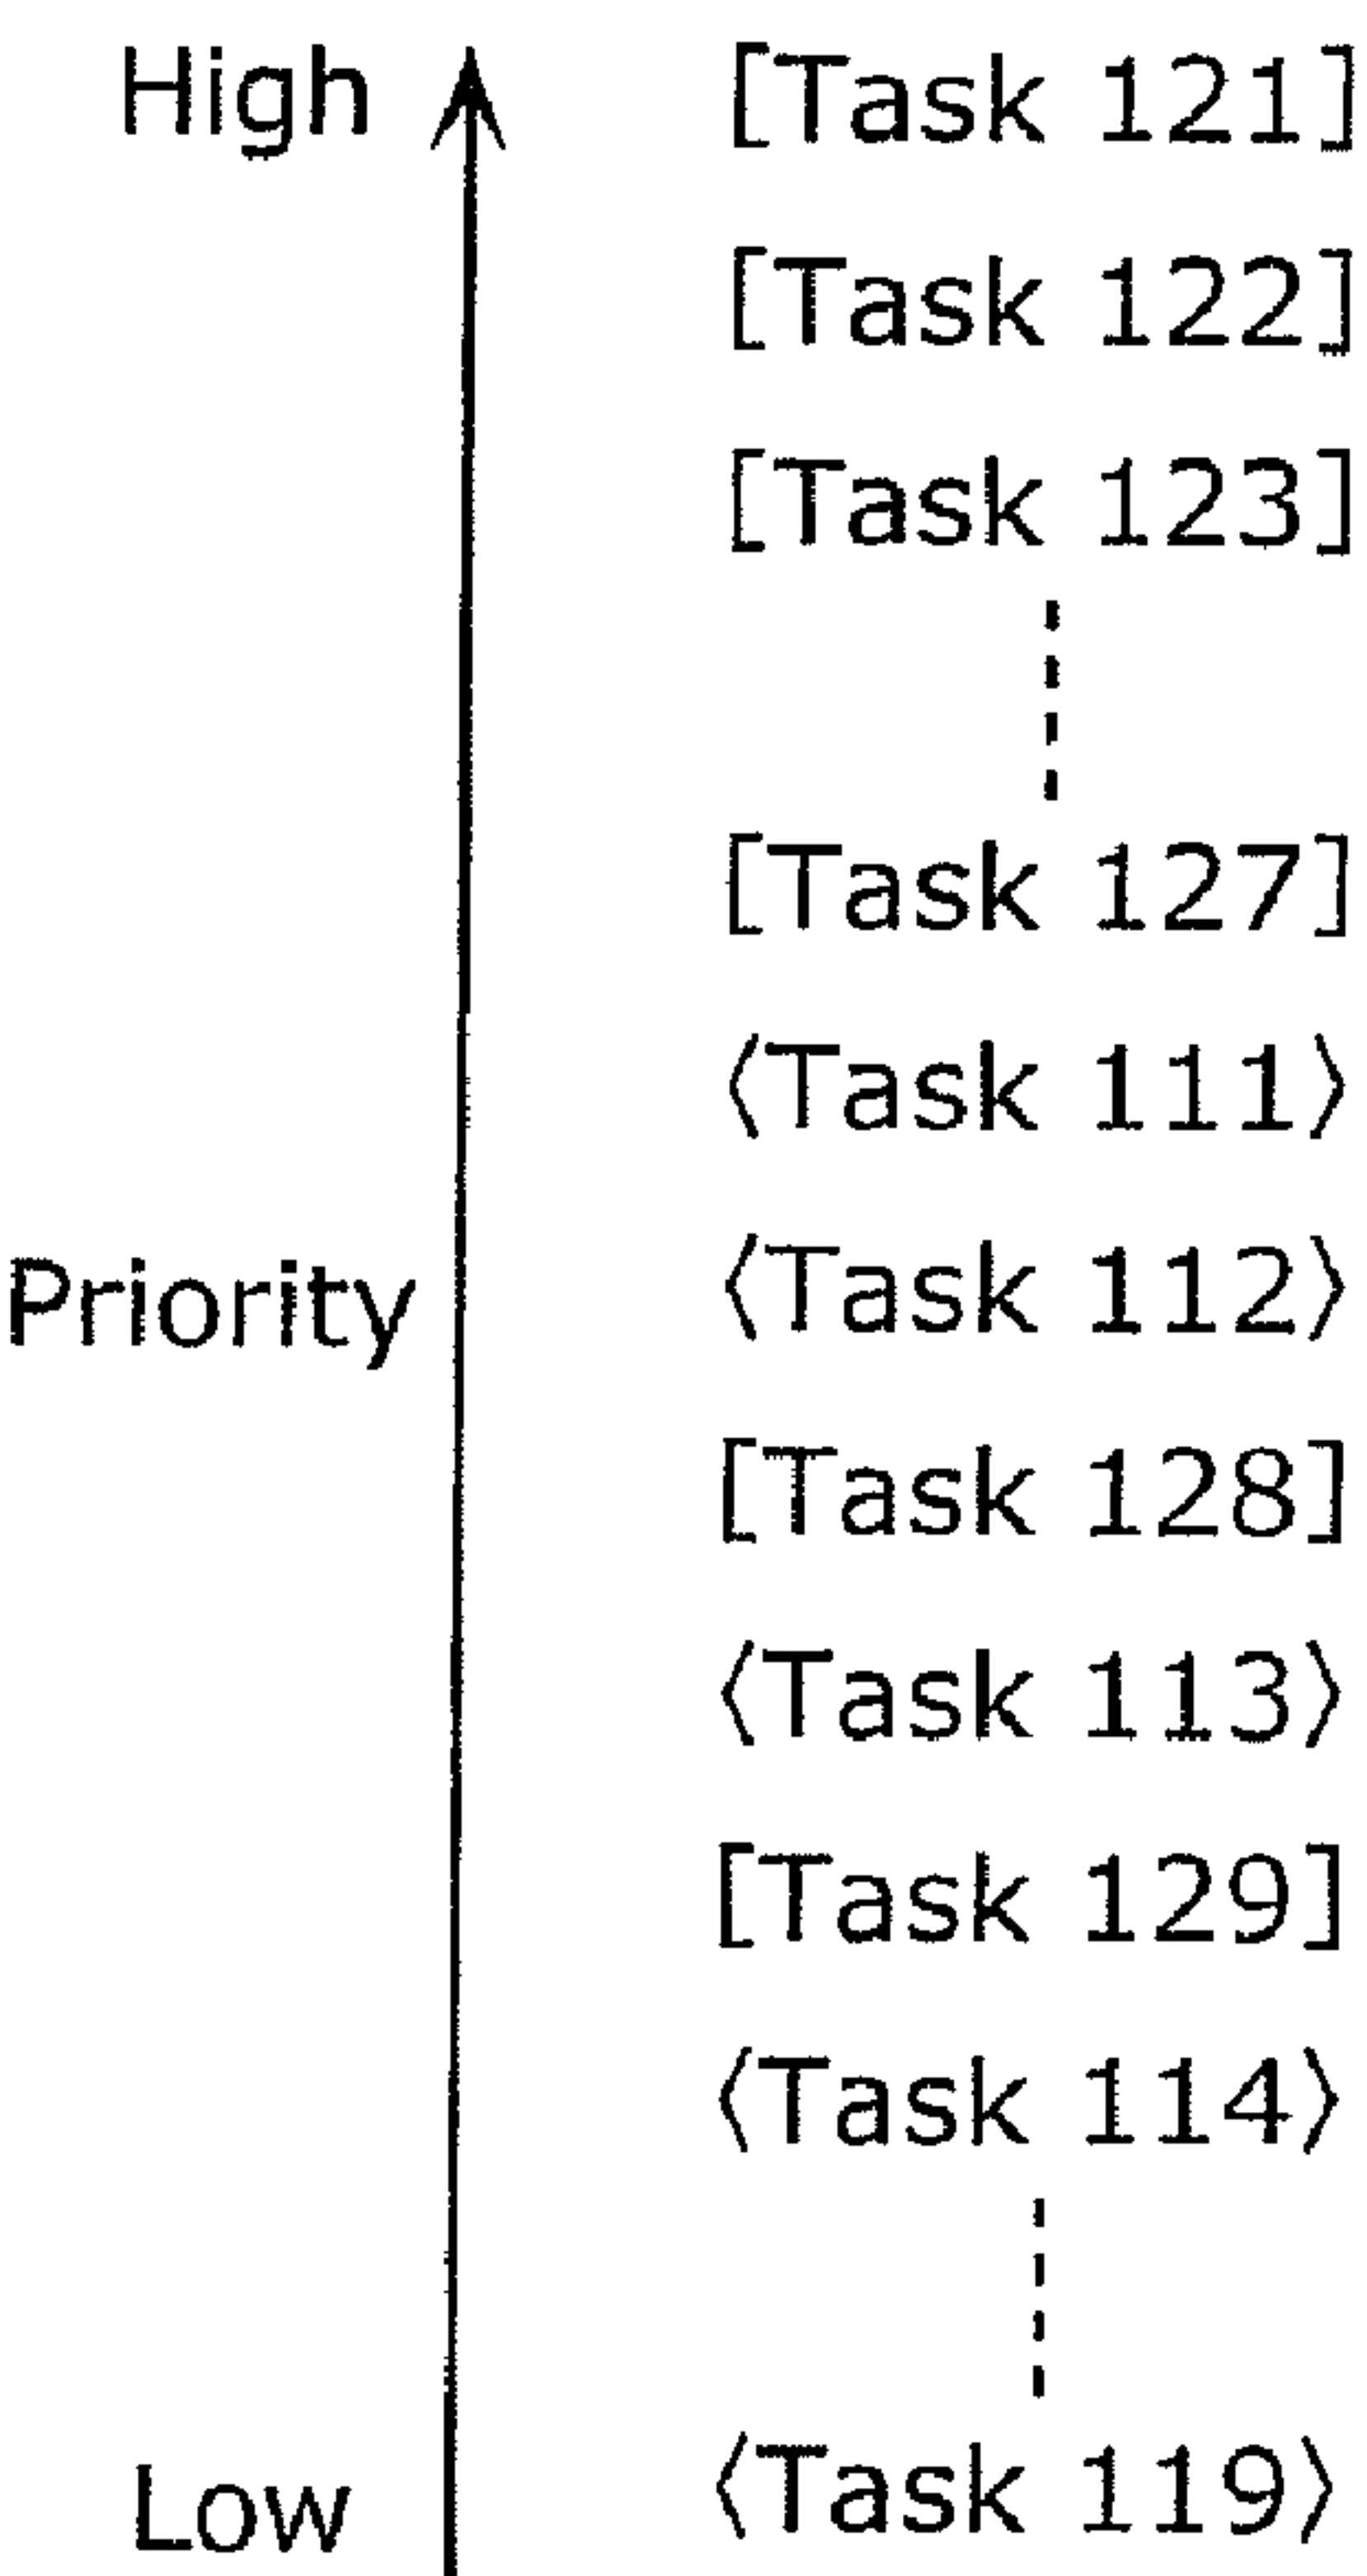 High [Task 121]
[Task 122]
[Task 123]
[Task 127]
⟨Task 111⟩
Priority ⟨Task 112⟩
[Task 128]
⟨Task 113⟩
[Task 129]
⟨Task 114⟩
Low ⟨Task 119⟩